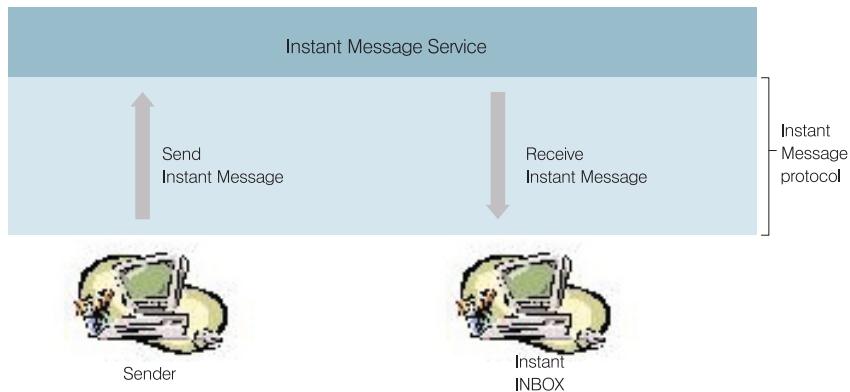 Instant Message Service
Send
Instant Message
Receive
Instant Message
Instant
Message
protocol
Sender
Instant
INBOX